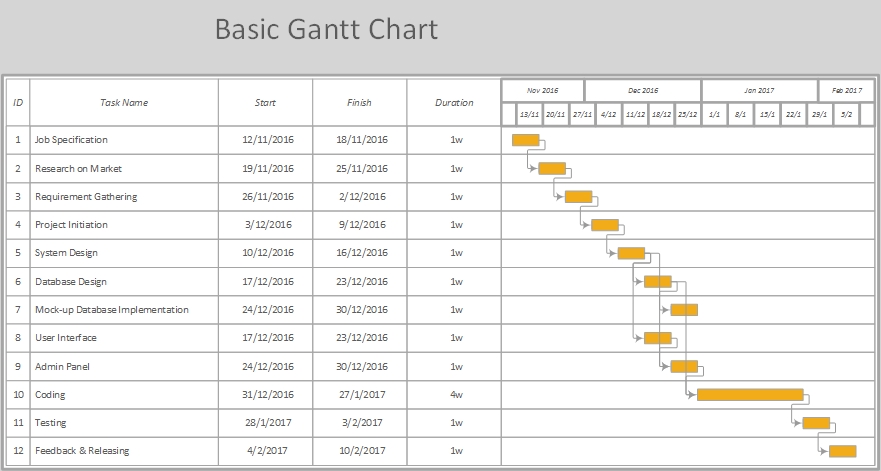 Basic Gantt Chart
Nov 2016 Dec 2016 Jan 2017 Feb 2017
ID Task Name Start Finish Duration
13/11 20/11 27/11 4/12 11/12 18/12 25/12 1/1 8/1 15/1 22/1 29/1 5/2
1 Job Specification 12/11/2016 18/11/2016 1w
2 Research on Market 19/11/2016 25/11/2016 1w
3 Requirement Gathering 26/11/2016 2/12/2016 1w
4 Project Initiation 3/12/2016 9/12/2016 1w
5 System Design 10/12/2016 16/12/2016 1w
6 Database Design 17/12/2016 23/12/2016 1w
7 Mock-up Database Implementation 24/12/2016 30/12/2016 1w
8 User Interface 17/12/2016 23/12/2016 1w
9 Admin Panel 24/12/2016 30/12/2016 1w
10 Coding 31/12/2016 27/1/2017 4w
11 Testing 28/1/2017 3/2/2017 1w
12 Feedback & Releasing 4/2/2017 10/2/2017 1w